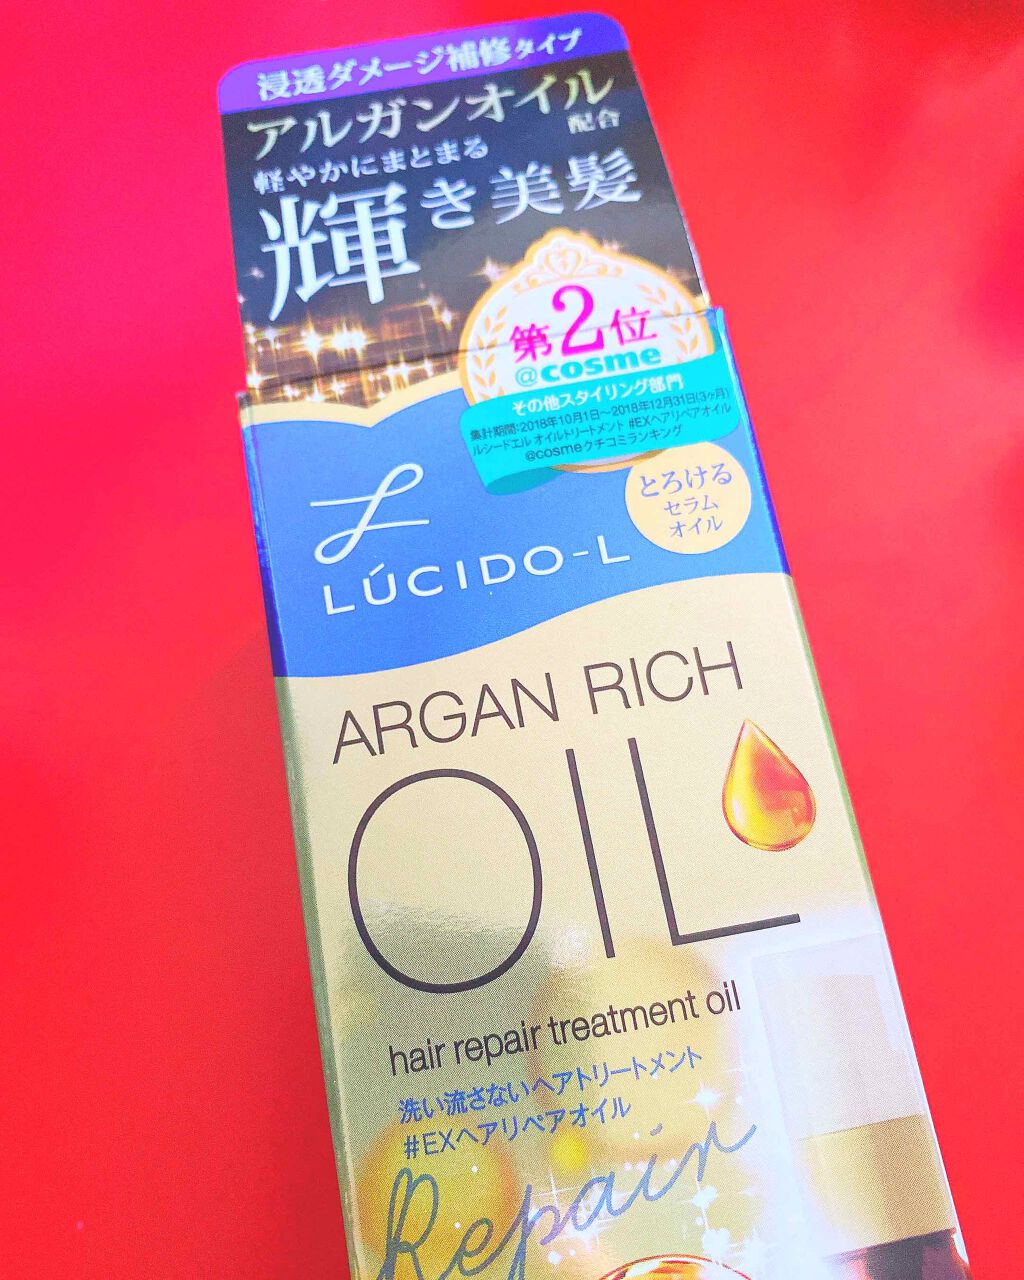 浸透ダメージ補修タイプ
アルガンオイル
配合
軽やかにまとまる
輝き美髪
第2位
@cosme
その他スタイリング部門
集計期間:2018年10月1日～2018年12月31日(3ヶ月)
ルシードエル オイルトリートメント #EXヘアリペアオイル
@cosmeクチコミランキング
とろける
セラム
オイル
LÚCIDO-L
ARGAN RICH
OIL
hair repair treatment oil
洗い流さないヘアトリートメント
#EXヘアリペアオイル
Repair